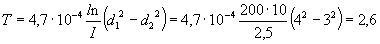 T = 4,7·10⁻⁴ ln/I (d₁² − d₂²) = 4,7·10⁻⁴ 200·10/2,5 (4² − 3²) = 2,6